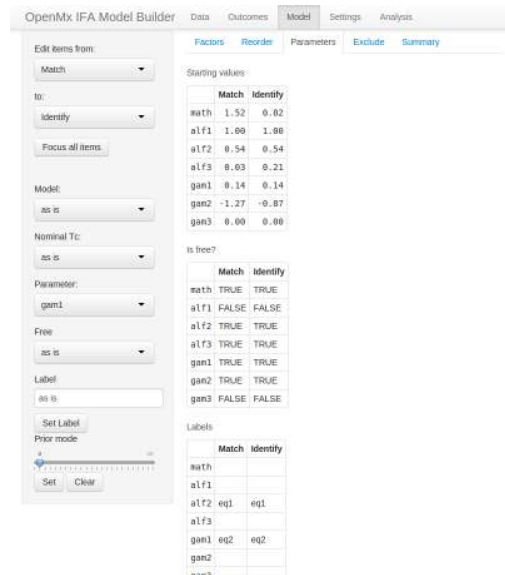 OpenMx IFA Model Builder Data Outcomes Model Settings Analysis
Edit items from:
Match
to:
Identify
Focus all items
Model:
as is
Nominal Tc:
as is
Parameter:
gam1
Free
as is
Label
as is
Set Label
Prior mode
Set Clear
Factors Reorder Parameters Exclude Summary
Starting values
Match Identify
math 1.52 0.82
alf1 1.00 1.00
alf2 0.54 0.54
alf3 0.03 0.21
gam1 0.14 0.14
gam2 -1.27 -0.87
gam3 0.00 0.00
Is free?
Match Identify
math TRUE TRUE
alf1 FALSE FALSE
alf2 TRUE TRUE
alf3 TRUE TRUE
gam1 TRUE TRUE
gam2 TRUE TRUE
gam3 FALSE FALSE
Labels
Match Identify
math
alf1
alf2 eq1 eq1
alf3
gam1 eq2 eq2
gam2